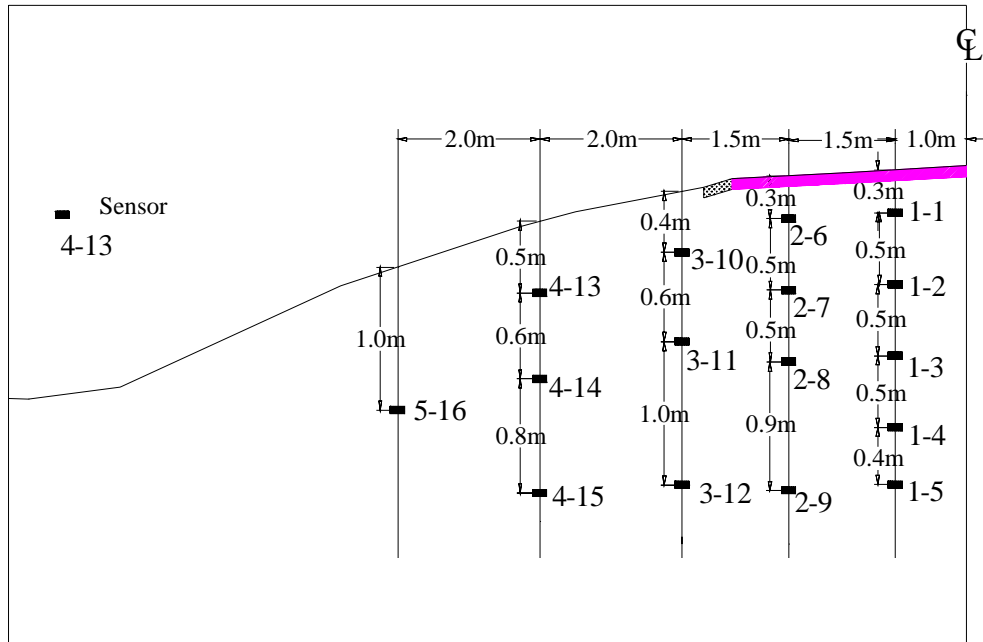 ℄
2.0m 2.0m 1.5m 1.5m 1.0m
Sensor
4-13
0.3m 0.3m
0.4m 2-6 1-1
0.5m 3-10 0.5m 0.5m
4-13 2-7 1-2
0.6m 0.6m 0.5m 0.5m
1.0m 3-11 2-8 1-3
4-14 0.5m
5-16 1-4
0.8m 1.0m 0.9m 0.4m
4-15 3-12 2-9 1-5